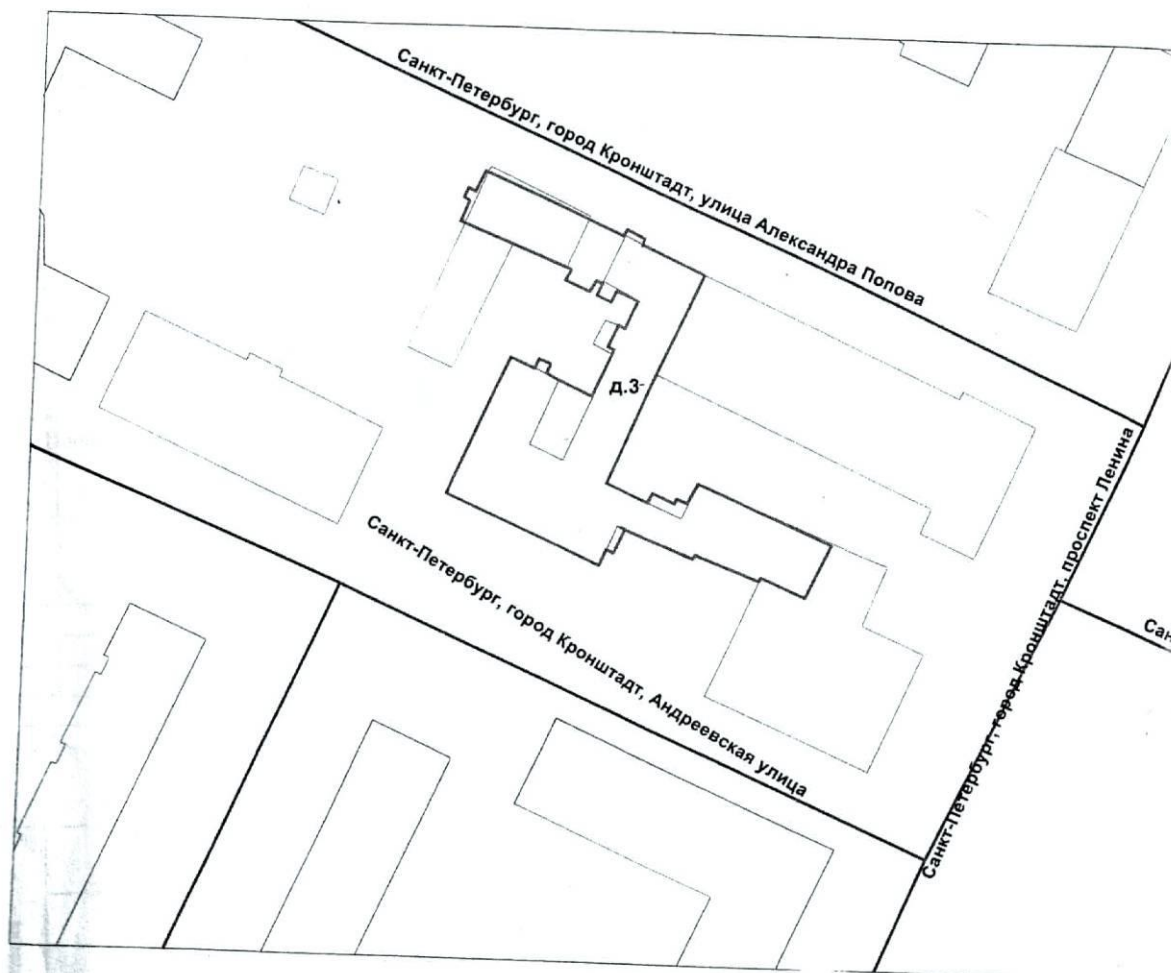 Санкт-Петербург, город Кронштадт, улица Александра Попова
д.3
Санкт-Петербург, город Кронштадт, проспект Ленина
Санкт-Петербург, город Кронштадт, Андреевская улица
Сан